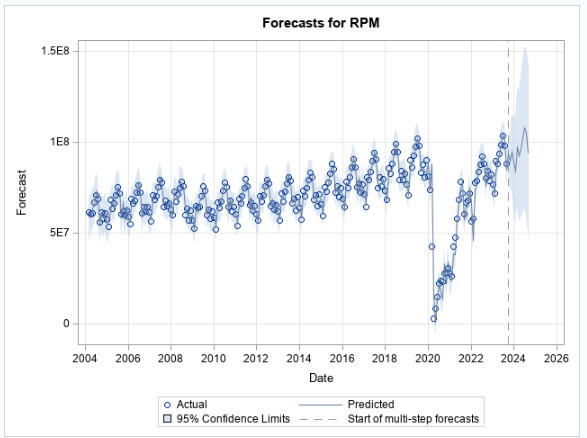 Forecasts for RPM
1.5E8
1E8
5E7
0
Forecast
2004 2006 2008 2010 2012 2014 2016 2018 2020 2022 2024 2026
Date
Actual Predicted
95% Confidence Limits Start of multi-step forecasts